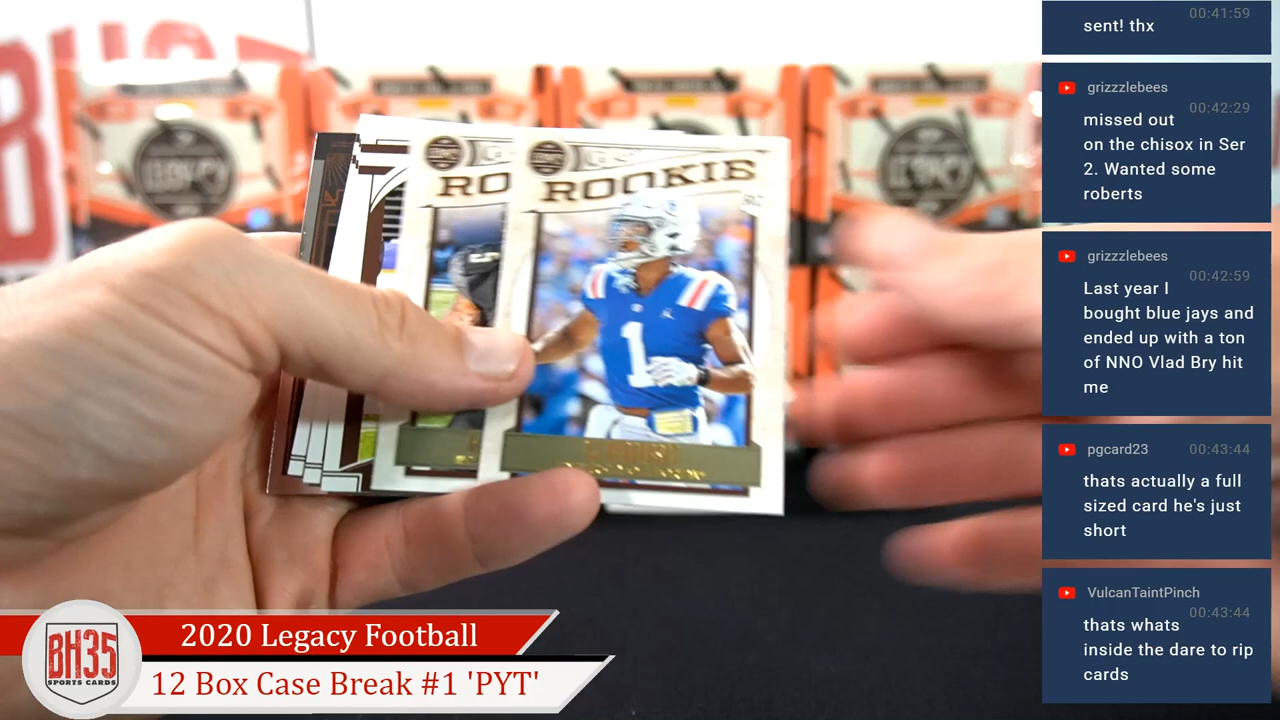 sent! thx
00:41:59
grizzzlebees
00:42:29
missed out
on the chisox in Ser
2. Wanted some
roberts
grizzzlebees
00:42:59
Last year I
bought blue jays and
ended up with a ton
of NNO Vlad Bry hit
me
pgcard23
00:43:44
thats actually a full
sized card he's just
short
VulcanTaintPinch
00:43:44
thats whats
inside the dare to rip
cards
RO
ROOKIE
1
BH35
SPORTS CARDS
2020 Legacy Football
12 Box Case Break #1 'PYT'